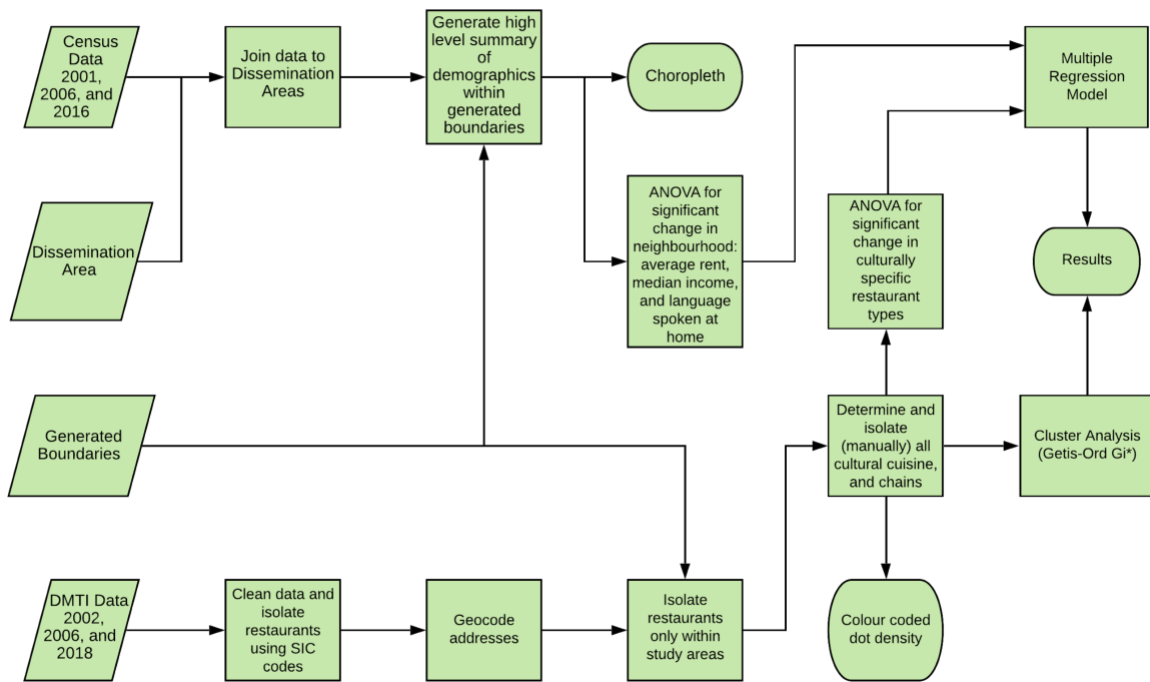 Census
Data
2001,
2006, and
2016
Join data to
Dissemination
Areas
Generate high
level summary
of
demographics
within
generated
boundaries
Choropleth
Multiple
Regression
Model
Dissemination
Area
ANOVA for
significant
change in
neighbourhood:
average rent,
median income,
and language
spoken at
home
ANOVA for
significant
change in
culturally
specific
restaurant
types
Results
Generated
Boundaries
Determine and
isolate
(manually) all
cultural cuisine,
and chains
Cluster Analysis
(Getis-Ord Gi*)
DMTI Data
2002,
2006, and
2018
Clean data and
isolate
restaurants
using SIC
codes
Geocode
addresses
Isolate
restaurants
only within
study areas
Colour coded
dot density